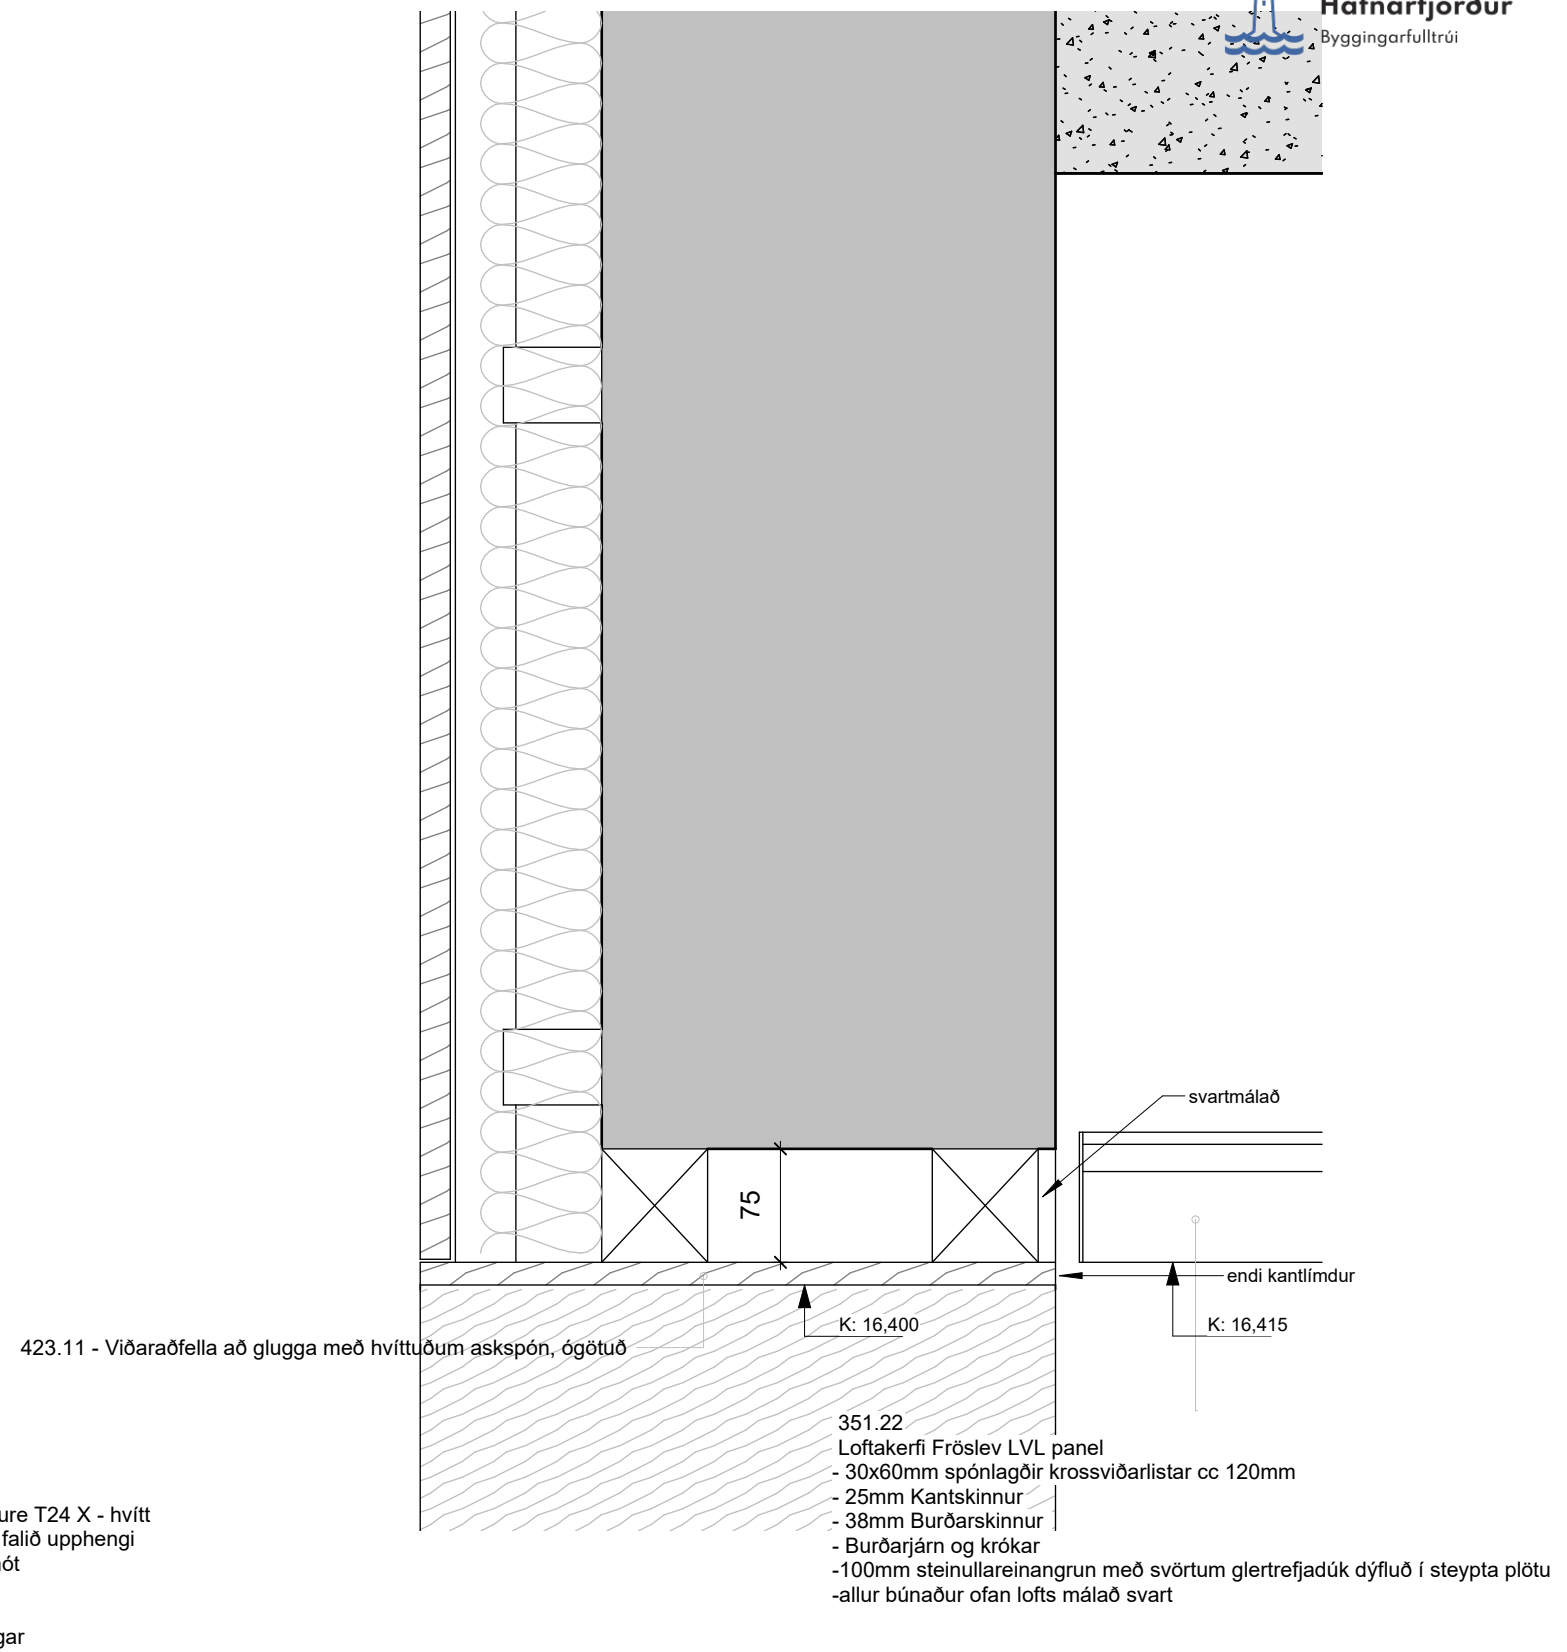 Hafnarfjörður
Byggingarfulltrúi
svartmálað
75
endi kantlímdur
K: 16,400
K: 16,415
423.11 - Viðaraðfella að glugga með hvíttuðum askspón, ógötuð
351.22
Loftakerfi Fröslev LVL panel
- 30x60mm spónlagðir krossviðarlistar cc 120mm
- 25mm Kantskinnur
- 38mm Burðarskinnur
- Burðarjárn og krókar
-100mm steinullareinangrun með svörtum glertrefjadúk dýfluð í steypta plötu
-allur búnaður ofan lofts málað svart
ure T24 X - hvítt
falið upphengi
ót
gar